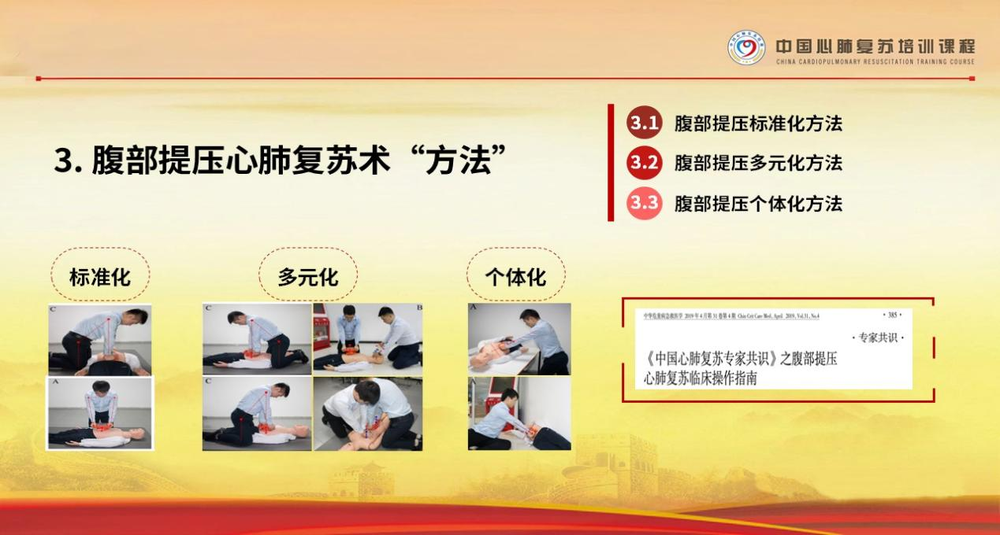 中国心肺复苏培训课程
CHINA CARDIOPULMONARY RESUSCITATION TRAINING COURSE
3. 腹部提压心肺复苏术“方法”
3.1 腹部提压标准化方法
3.2 腹部提压多元化方法
3.3 腹部提压个体化方法
标准化
多元化
个体化
C
C
B
A
A
C
A
中华危重病急救医学 2019年4月第31卷第4期 Chin Crit Care Med, April 2019, Vol.31, No.4
·385·
·专家共识·
《中国心肺复苏专家共识》之腹部提压
心肺复苏临床操作指南